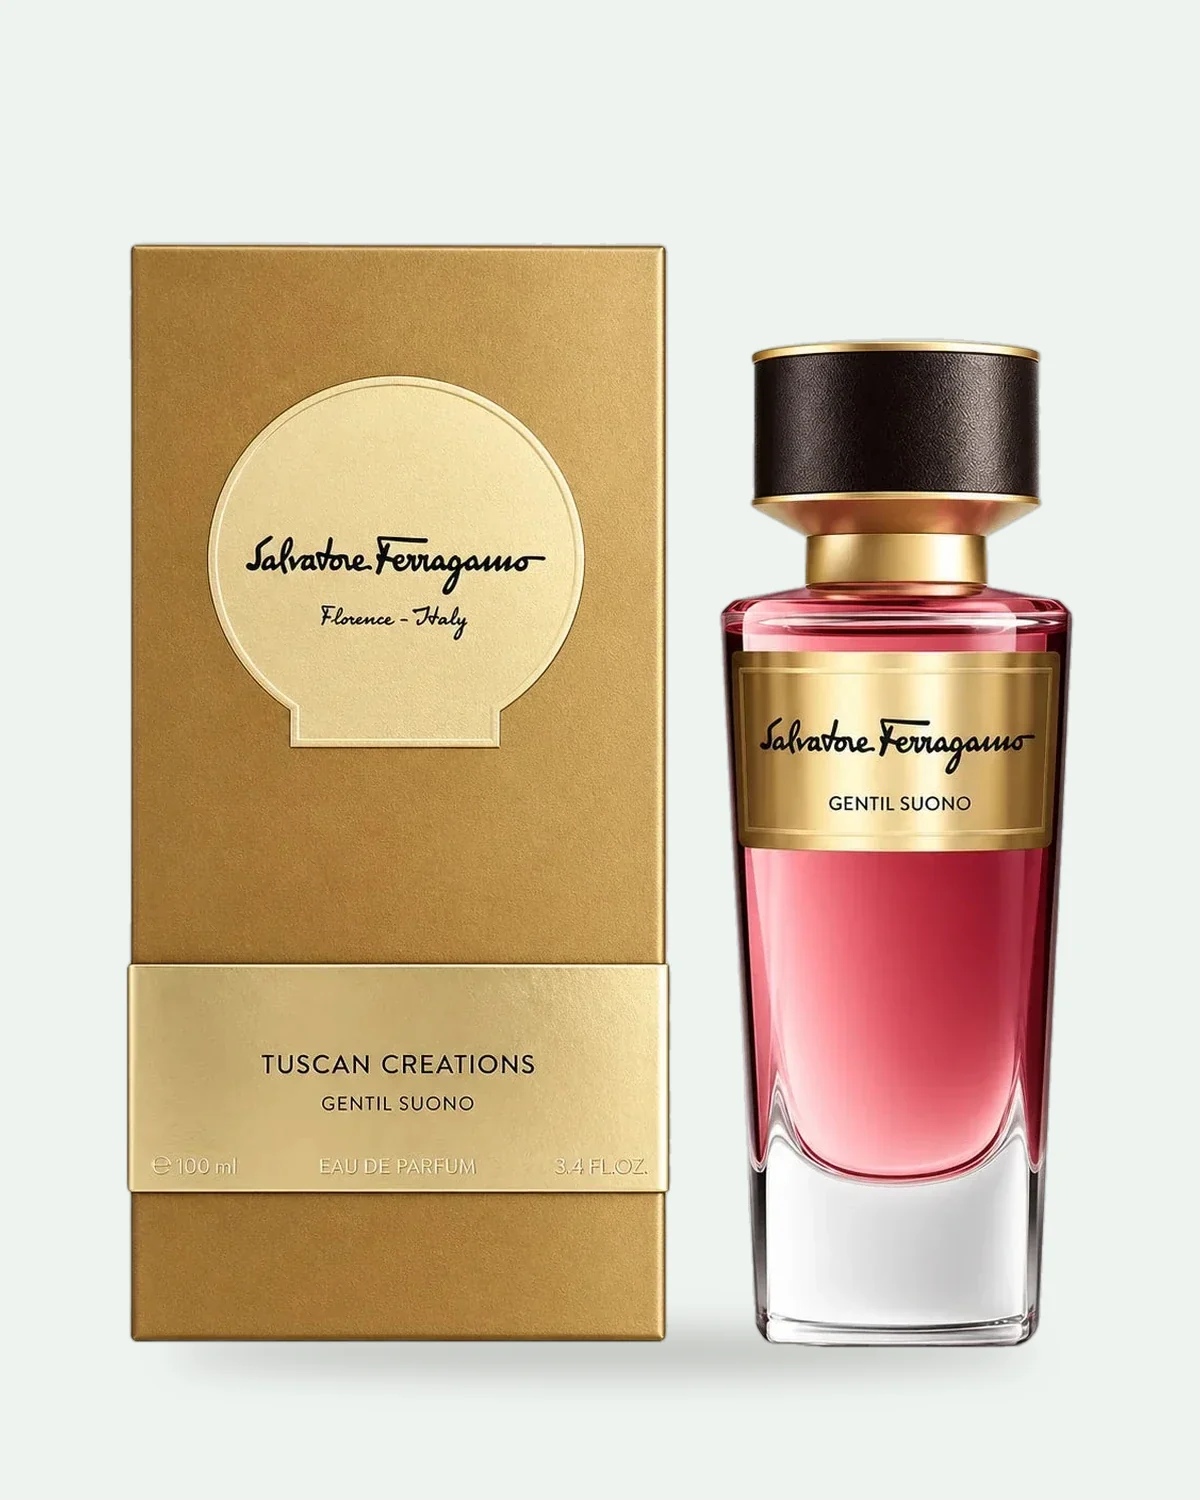 Salvatore Ferragamo
Florence - Italy
TUSCAN CREATIONS
GENTIL SUONO
℮ 100 ml EAU DE PARFUM 3.4 FL.OZ.
Salvatore Ferragamo
GENTIL SUONO